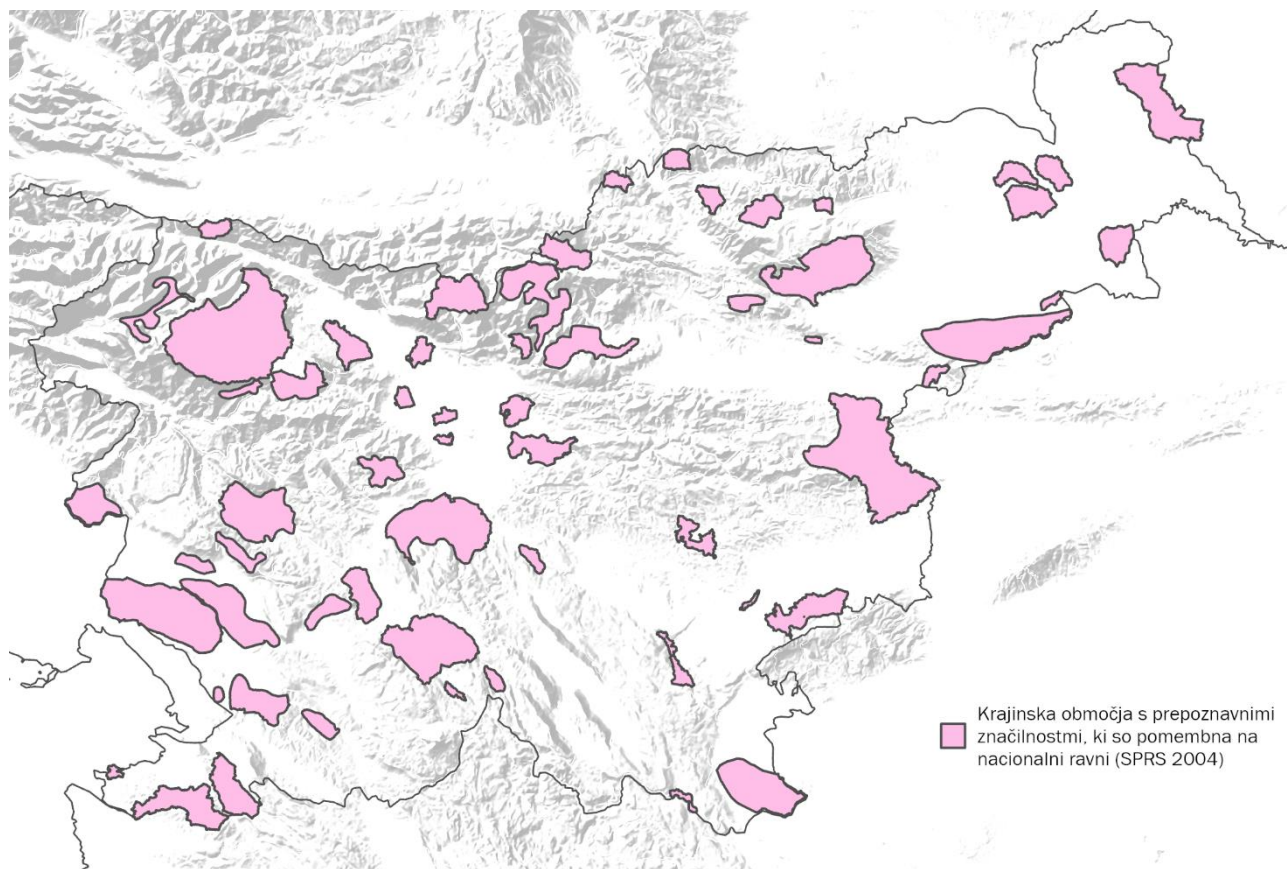 Krajinska območja s prepoznavnimi
značilnostmi, ki so pomembna na
nacionalni ravni (SPRS 2004)